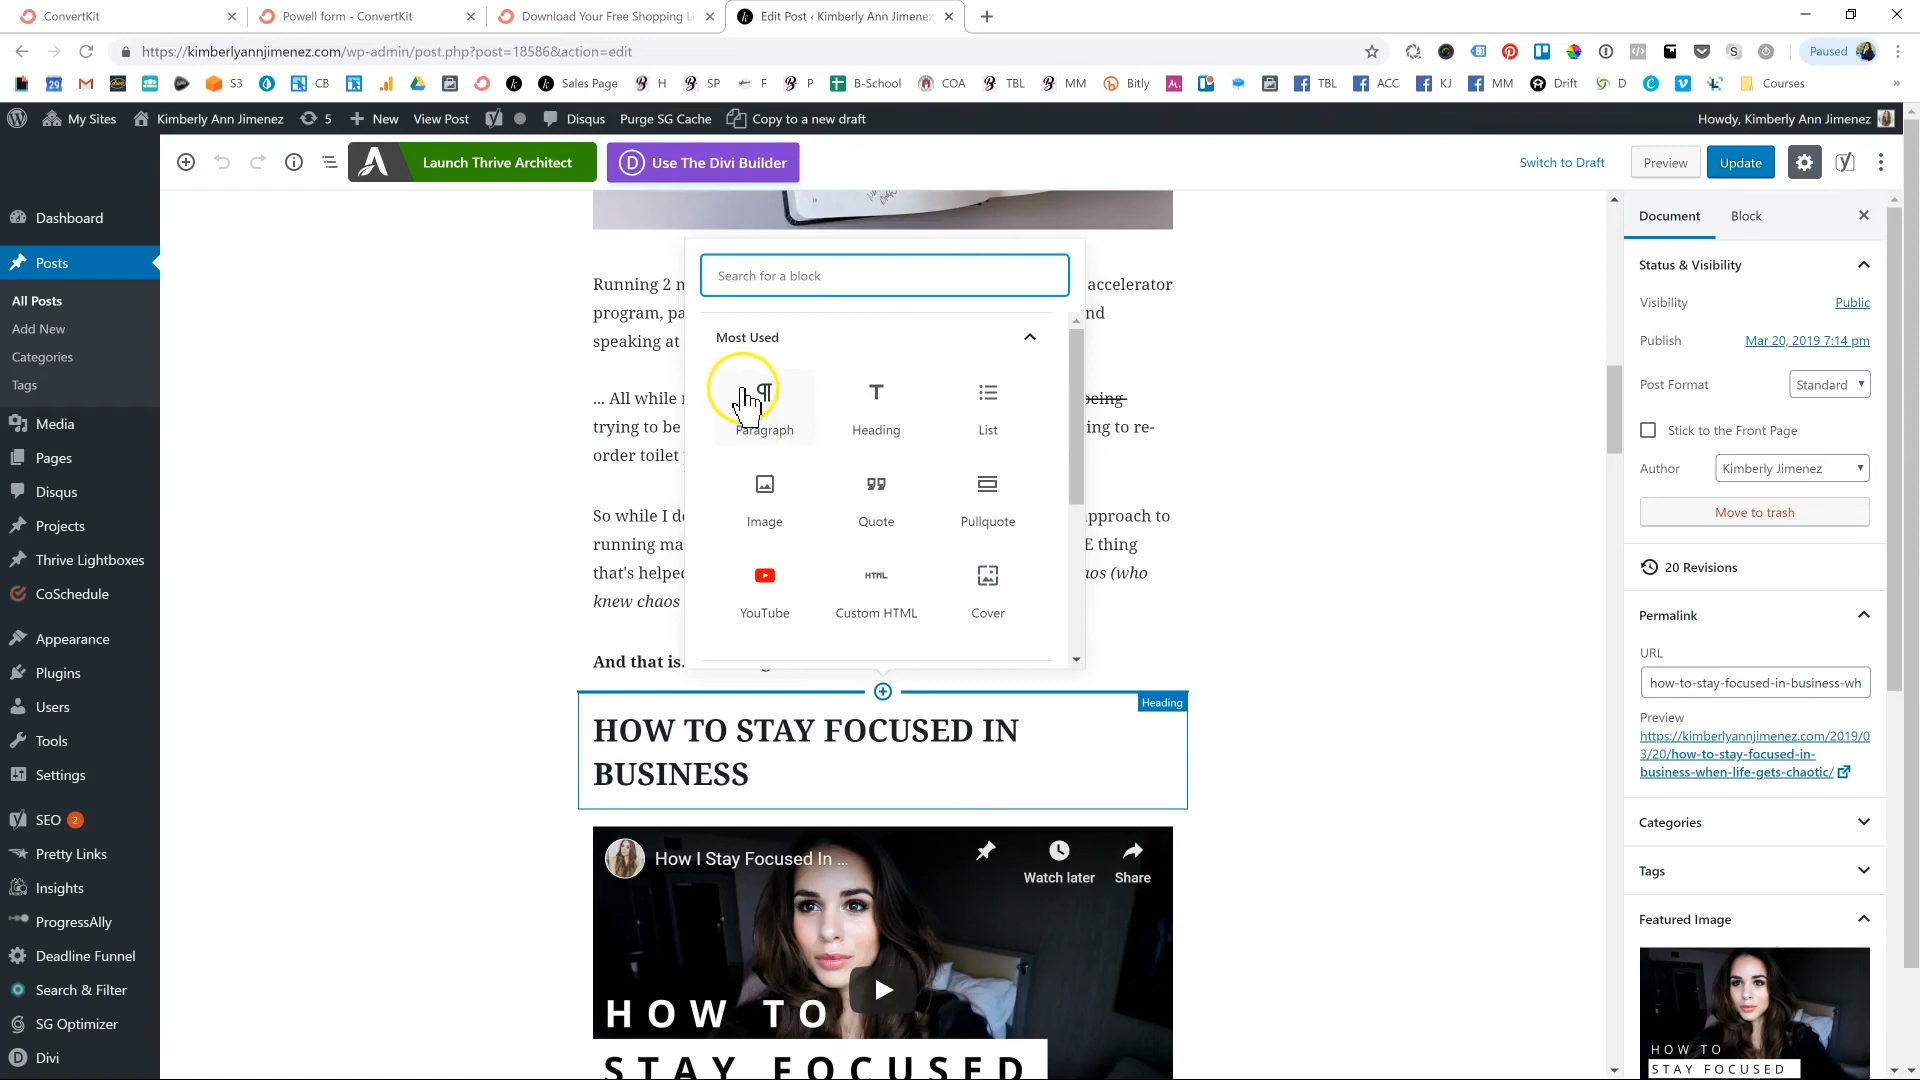 ConvertKit
Powell form - ConvertKit
Download Your Free Shopping Li
Edit Post ‹ Kimberly Ann Jimenez
https://kimberlyannjimenez.com/wp-admin/post.php?post=18586&action=edit
Paused
29 S3 CB Sales Page H SP F P B-School COA TBL MM Bitly TBL ACC KJ MM Drift D Courses
My Sites Kimberly Ann Jimenez 5 New View Post Disqus Purge SG Cache Copy to a new draft
Howdy, Kimberly Ann Jimenez
Launch Thrive Architect
Use The Divi Builder
Switch to Draft
Preview
Update
Dashboard
Posts
All Posts
Add New
Categories
Tags
Media
Pages
Disqus
Projects
Thrive Lightboxes
CoSchedule
Appearance
Plugins
Users
Tools
Settings
SEO 2
Pretty Links
Insights
ProgressAlly
Deadline Funnel
Search & Filter
SG Optimizer
Divi
Running 2 accelerator
program, nd
speaking at
... All while being
trying to be ing to re-
order toilet
So while I pproach to
running E thing
that's (who
knew chaos
And that is.
Search for a block
Most Used
Paragraph
Heading
List
Image
Quote
Pullquote
YouTube
HTML
Custom HTML
Cover
Heading
HOW TO STAY FOCUSED IN
BUSINESS
How I Stay Focused In ...
Watch later
Share
HOW TO
STAY FOCUSED
Document
Block
Status & Visibility
Visibility Public
Publish Mar 20, 2019 7:14 pm
Post Format Standard
Stick to the Front Page
Author Kimberly Jimenez
Move to trash
20 Revisions
Permalink
URL
how-to-stay-focused-in-business-wh
Preview
https://kimberlyannjimenez.com/2019/0
3/20/how-to-stay-focused-in-
business-when-life-gets-chaotic/
Categories
Tags
Featured Image
HOW TO
STAY FOCUSED